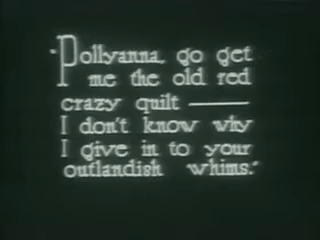 "Pollyanna, go get
me the old red
crazy quilt ———
I don't know why
I give in to your
outlandish whims."